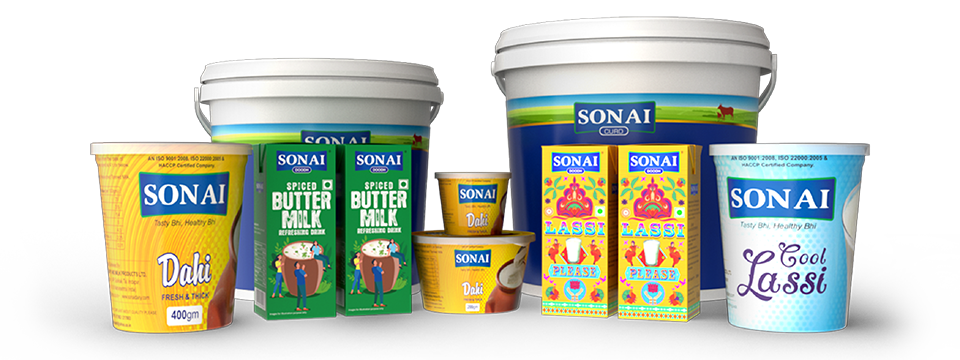 AN ISO 9001:2008, ISO 22000:2005 &
HACCP Certified Company.
SONAI
Tasty Bhi, Healthy Bhi
Dahi
FRESH & THICK
400gm
SONAI
SONAI
DOODH
SPICED
BUTTER
MILK
REFRESHING DRINK
SONAI
DOODH
SPICED
BUTTER
MILK
REFRESHING DRINK
SONAI
Dahi
SONAI
Dahi
SONAI
CURD
SONAI
DOODH
LASSI
PLEASE
SONAI
DOODH
LASSI
PLEASE
AN ISO 9001:2008, ISO 22000:2005 &
HACCP Certified Company.
SONAI
Tasty Bhi, Healthy Bhi
Cool
Lassi